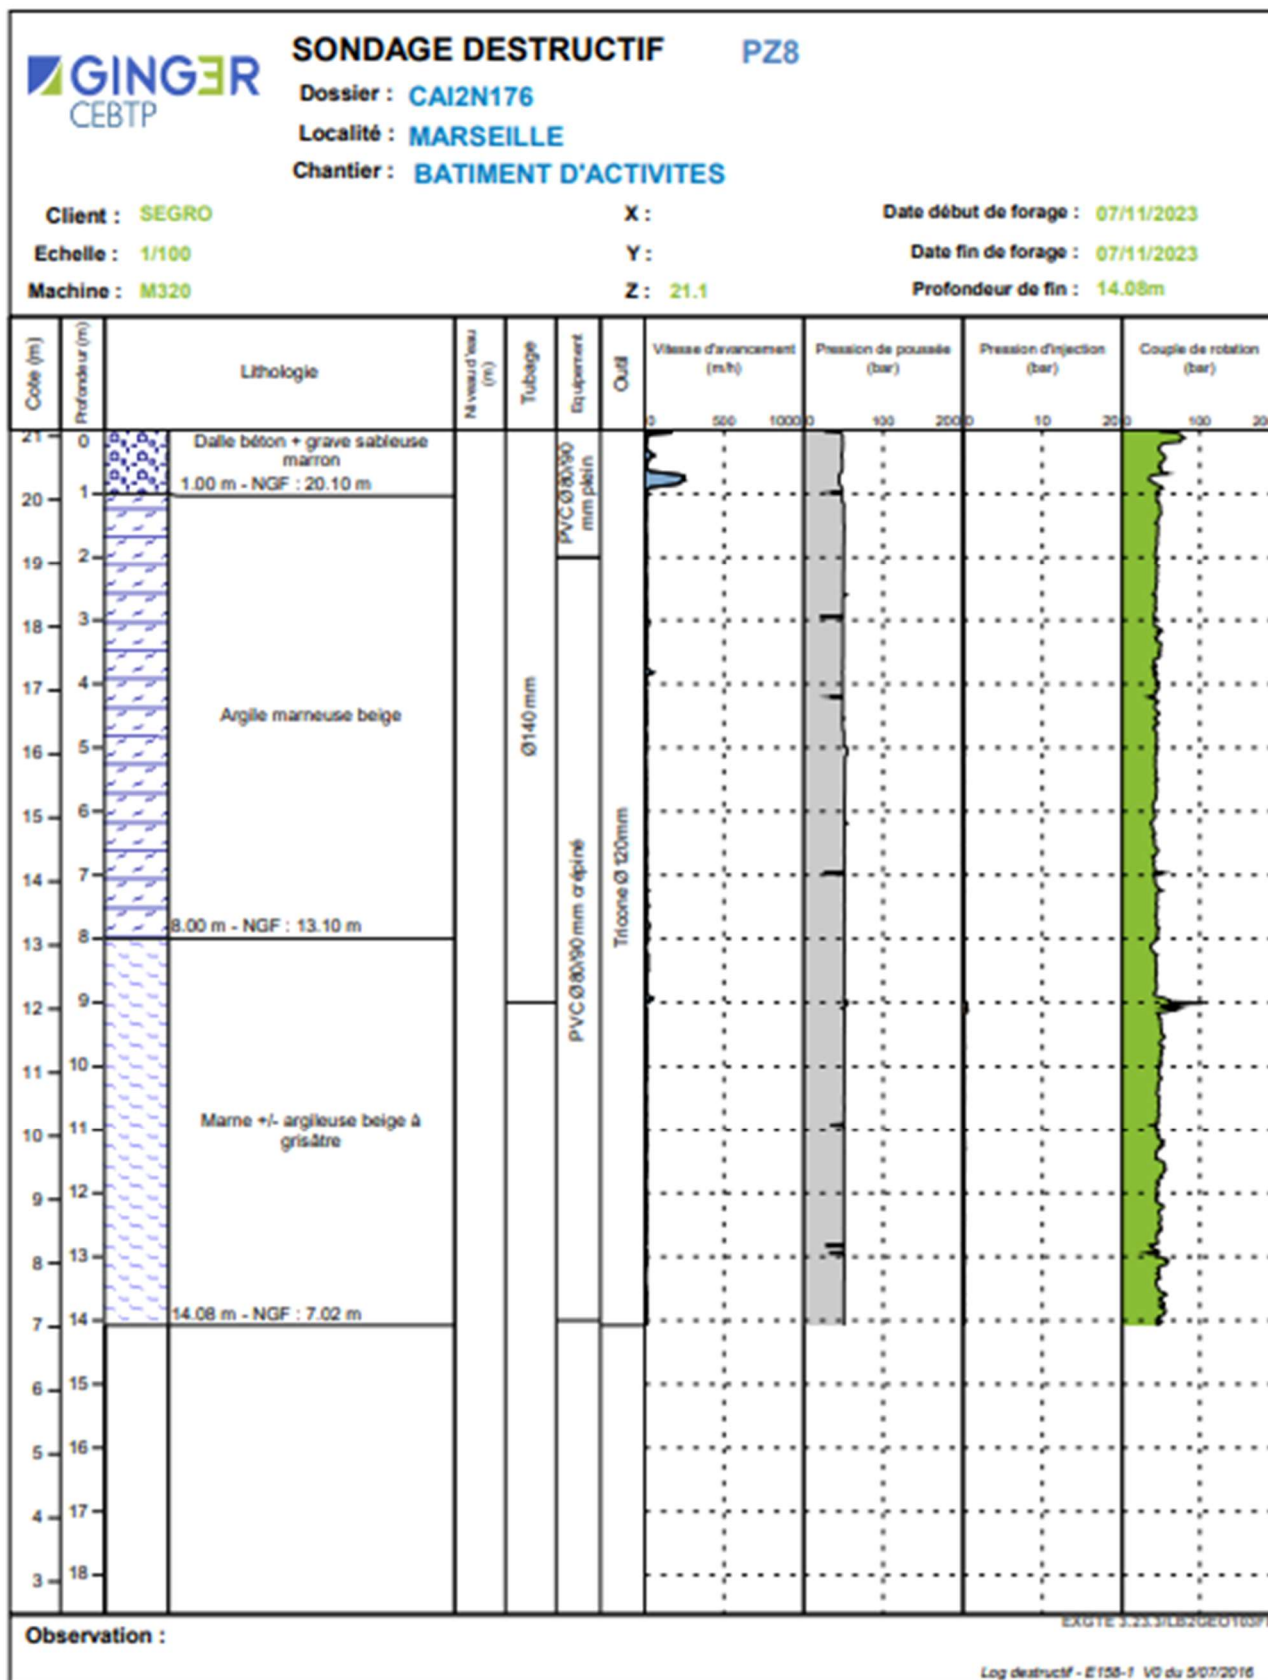 GINGER
CEBTP
SONDAGE DESTRUCTIF PZ8
Dossier : CAI2N176
Localité : MARSEILLE
Chantier : BATIMENT D'ACTIVITES
Client : SEGRO X : Date début de forage : 07/11/2023
Echelle : 1/100 Y : Date fin de forage : 07/11/2023
Machine : M320 Z : 21.1 Profondeur de fin : 14.08m
Cote (m)
Profondeur (m)
Lithologie
Niveau d'eau (m)
Tubage
Equipement
Outil
Vitesse d'avancement (m/h)
Pression de poussée (bar)
Pression d'injection (bar)
Couple de rotation (bar)
0 500 1000 0 100 200 0 10 20 0 100
21 0
Dalle béton + grave sableuse
marron
1.00 m - NGF : 20.10 m
1
20
2
19
3
18
4
17
Argile marneuse beige
5
16
6
15
7
14
8.00 m - NGF : 13.10 m
8
13
9
12
10
11
Marne +/- argileuse beige à
grisâtre
11
10
12
9
13
8
14.08 m - NGF : 7.02 m
14
7
15
6
16
5
17
4
18
3
Ø140 mm
PVC Ø 80/90
mm plein
PVC Ø 80/90 mm crépiné
Tricone Ø 120mm
Observation :
Log destructif - E158-1 V0 du 5/07/2016